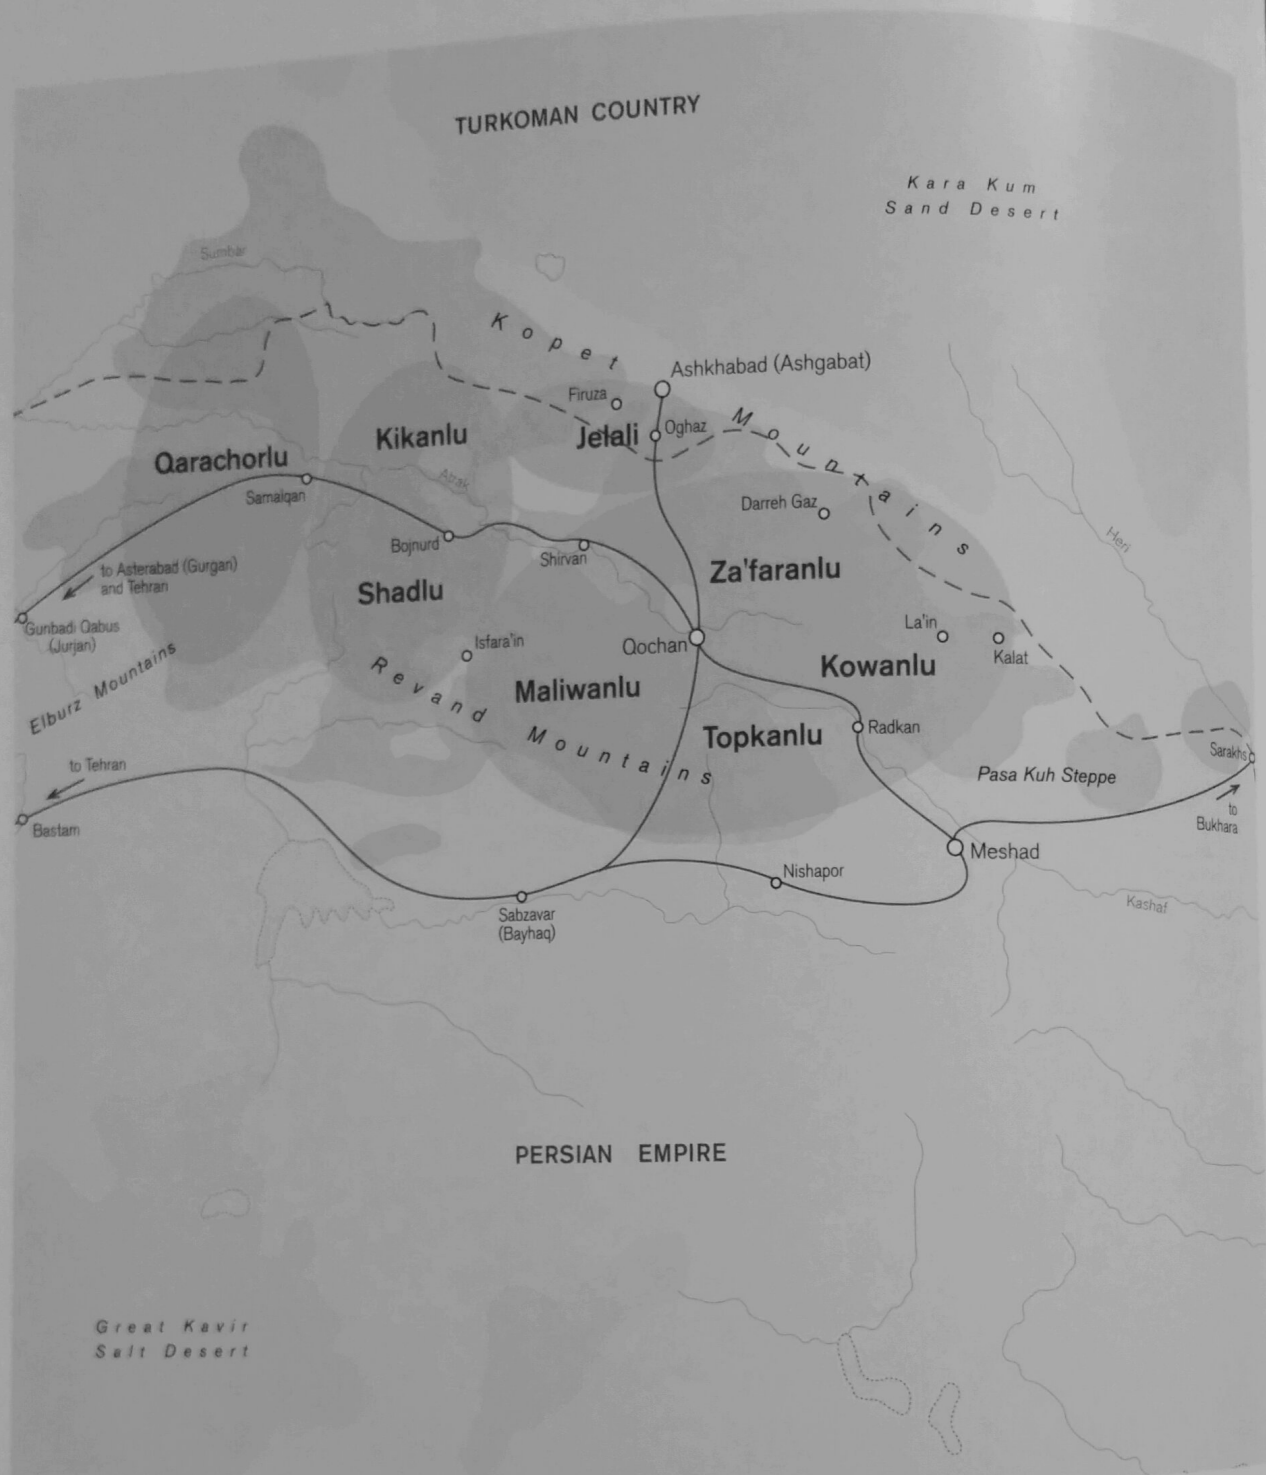 TURKOMAN COUNTRY
Kara Kum
Sand Desert
Sumbar
Kopet
Mountains
Ashkhabad (Ashgabat)
Firuza
Oghaz
Jelali
Kikanlu
Qarachorlu
Samalqan
Atrak
Darreh Gaz
Heri
Bojnurd
Shirvan
Za'faranlu
to Asterabad (Gurgan)
and Tehran
Shadlu
Gunbadi Qabus
(Jurjan)
La'in
Kalat
Isfara'in
Qochan
Kowanlu
Elburz Mountains
Revand
Mountains
Maliwanlu
Topkanlu
Radkan
Sarakhs
to Tehran
Pasa Kuh Steppe
to
Bukhara
Bastam
Meshad
Nishapor
Kashaf
Sabzavar
(Bayhaq)
PERSIAN EMPIRE
Great Kavir
Salt Desert